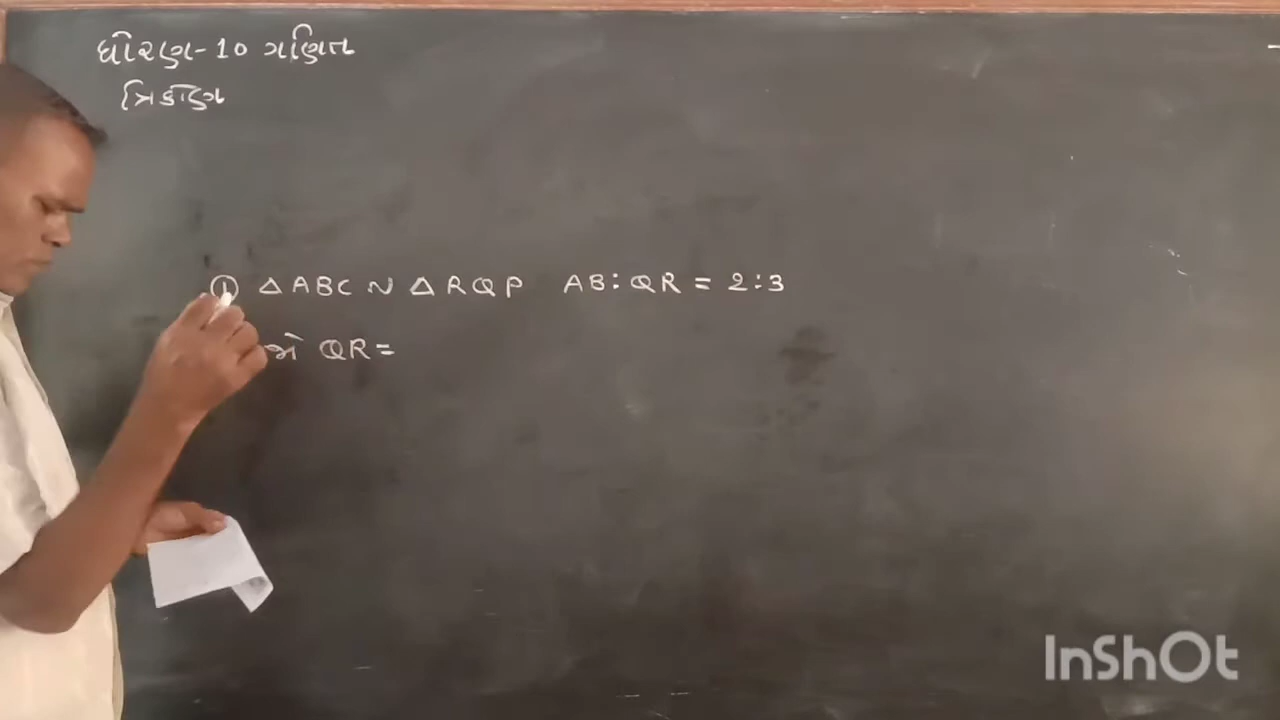 ધોરણ-10 ગણિત
ત્રિકોણ
① △ABC ~ △RQP AB:QR = 2:3
જો QR=
InShOt